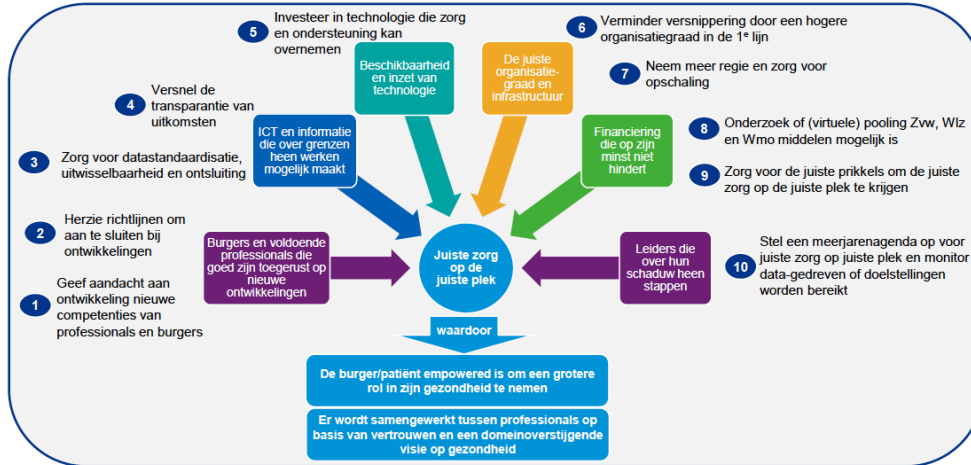 5
Investeer in technologie die zorg
en ondersteuning kan
overnemen
6
Verminder versnippering door een hogere
organisatiegraad in de 1e lijn
Beschikbaarheid
en inzet van
technologie
De juiste
organisatie-
graad en
infrastructuur
7
Neem meer regie en zorg voor
opschaling
4
Versnel de
transparantie van
uitkomsten
ICT en informatie
die over grenzen
heen werken
mogelijk maakt
Financiering
die op zijn
minst niet
hindert
8
Onderzoek of (virtuele) pooling Zvw, Wlz
en Wmo middelen mogelijk is
3
Zorg voor datastandaardisatie,
uitwisselbaarheid en ontsluiting
9
Zorg voor de juiste prikkels om de juiste
zorg op de juiste plek te krijgen
2
Herzie richtlijnen om
aan te sluiten bij
ontwikkelingen
Burgers en voldoende
professionals die
goed zijn toegerust op
nieuwe
ontwikkelingen
Juiste zorg
op de
juiste plek
Leiders die
over hun
schaduw heen
stappen
10
Stel een meerjarenagenda op voor
juiste zorg op juiste plek en monitor
data-gedreven of doelstellingen
worden bereikt
1
Geef aandacht aan
ontwikkeling nieuwe
competenties van
professionals en burgers
waardoor
De burger/patiënt empowered is om een grotere
rol in zijn gezondheid te nemen
Er wordt samengewerkt tussen professionals op
basis van vertrouwen en een domeinoverstijgende
visie op gezondheid